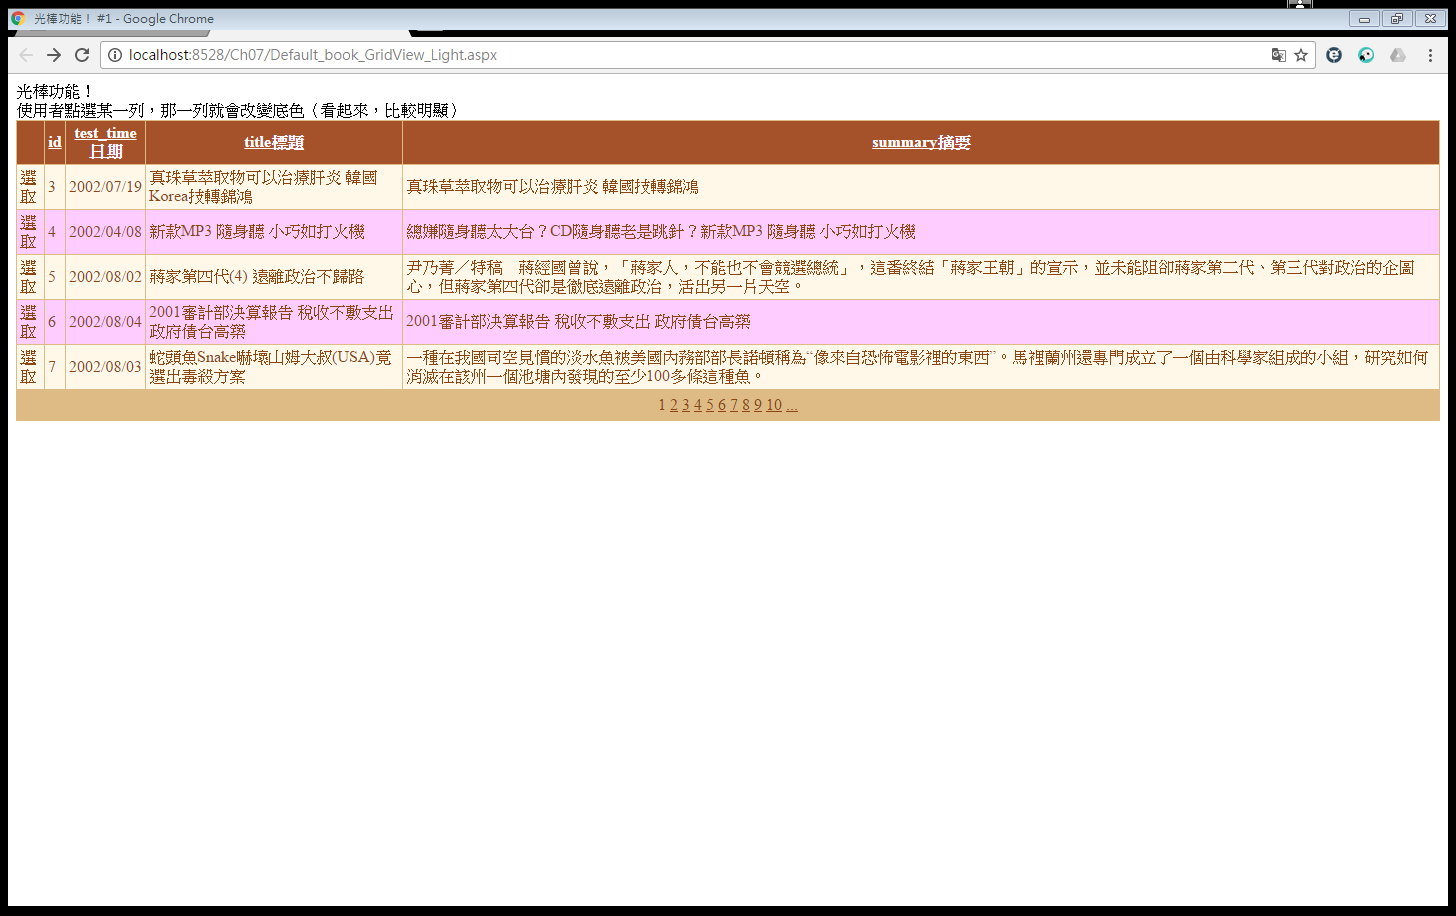 光棒功能！ #1 - Google Chrome
localhost:8528/Ch07/Default_book_GridView_Light.aspx
光棒功能！
使用者點選某一列，那一列就會改變底色（看起來，比較明顯）
id test_time title標題 summary摘要
日期
選 3 2002/07/19 真珠草萃取物可以治療肝炎 韓國 真珠草萃取物可以治療肝炎 韓國技轉錦鴻
取 Korea技轉錦鴻
選 4 2002/04/08 新款MP3 隨身聽 小巧如打火機 總嫌隨身聽太大台？CD隨身聽老是跳針？新款MP3 隨身聽 小巧如打火機
取
選 5 2002/08/02 蔣家第四代(4) 遠離政治不歸路 尹乃菁／特稿　蔣經國曾說，「蔣家人，不能也不會競選總統」，這番終結「蔣家王朝」的宣示，並未能阻卻蔣家第二代、第三代對政治的企圖
取 心，但蔣家第四代卻是徹底遠離政治，活出另一片天空。
選 6 2002/08/04 2001審計部決算報告 稅收不敷支出 2001審計部決算報告 稅收不敷支出 政府債台高築
取 政府債台高築
選 7 2002/08/03 蛇頭魚Snake嚇壞山姆大叔(USA)竟 一種在我國司空見慣的淡水魚被美國內務部部長諾頓稱為“像來自恐怖電影裡的東西”。馬裡蘭州還專門成立了一個由科學家組成的小組，研究如何
取 選出毒殺方案 消滅在該州一個池塘內發現的至少100多條這種魚。
1 2 3 4 5 6 7 8 9 10 ...